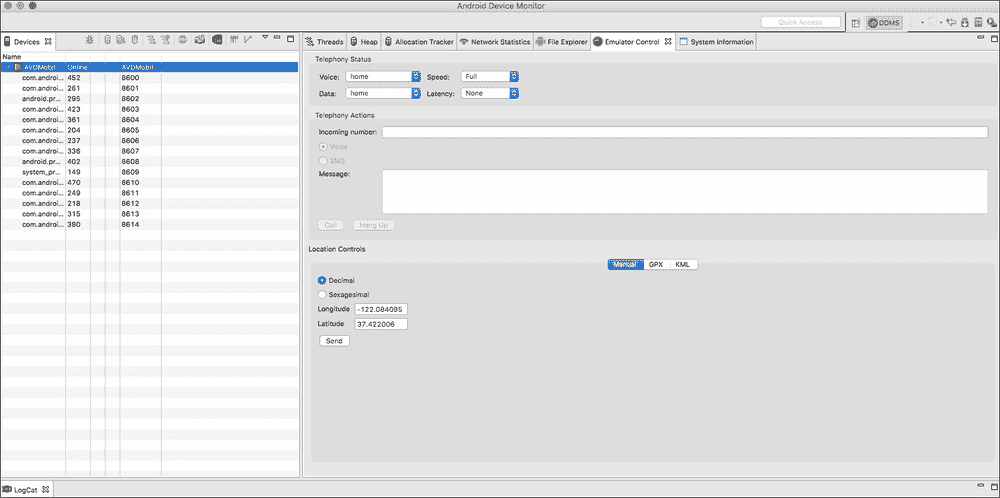 Android Device Monitor
Quick Access
DDMS
Devices
Threads Heap Allocation Tracker Network Statistics File Explorer Emulator Control System Information
Name
AVDMobil Online AVDMobil
com.androi... 452 8600
com.androi... 261 8601
android.pr... 295 8602
com.androi... 423 8603
com.androi... 361 8604
com.androi... 204 8605
com.androi... 237 8606
com.androi... 336 8607
android.pr... 402 8608
system_pr... 149 8609
com.androi... 470 8610
com.androi... 249 8611
com.androi... 218 8612
com.androi... 315 8613
com.androi... 380 8614
Telephony Status
Voice: home Speed: Full
Data: home Latency: None
Telephony Actions
Incoming number:
Voice
SMS
Message:
Call Hang Up
Location Controls
Manual GPX KML
Decimal
Sexagesimal
Longitude -122.084095
Latitude 37.422006
Send
LogCat